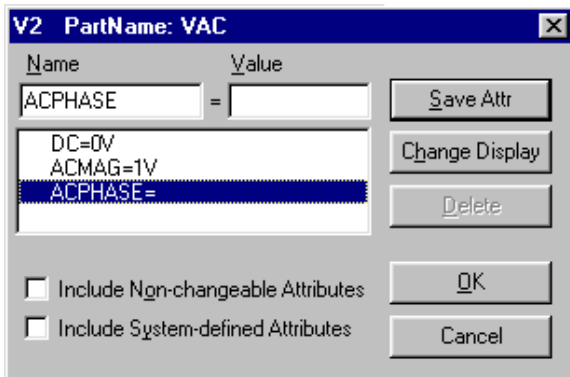 V2 PartName: VAC
Name Value
ACPHASE =
Save Attr
DC=0V
ACMAG=1V
ACPHASE=
Change Display
Delete
Include Non-changeable Attributes
Include System-defined Attributes
OK
Cancel